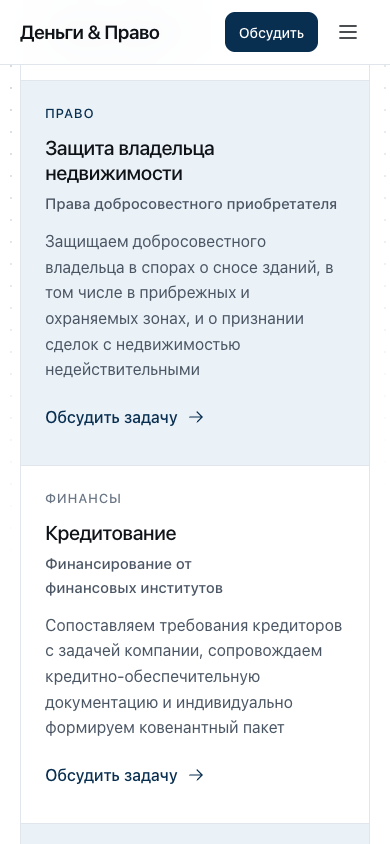 Деньги & Право
Обсудить
ПРАВО
Защита владельца
недвижимости
Права добросовестного приобретателя
Защищаем добросовестного
владельца в спорах о сносе зданий, в
том числе в прибрежных и
охраняемых зонах, и о признании
сделок с недвижимостью
недействительными
Обсудить задачу →
ФИНАНСЫ
Кредитование
Финансирование от
финансовых институтов
Сопоставляем требования кредиторов
с задачей компании, сопровождаем
кредитно-обеспечительную
документацию и индивидуально
формируем ковенантный пакет
Обсудить задачу →